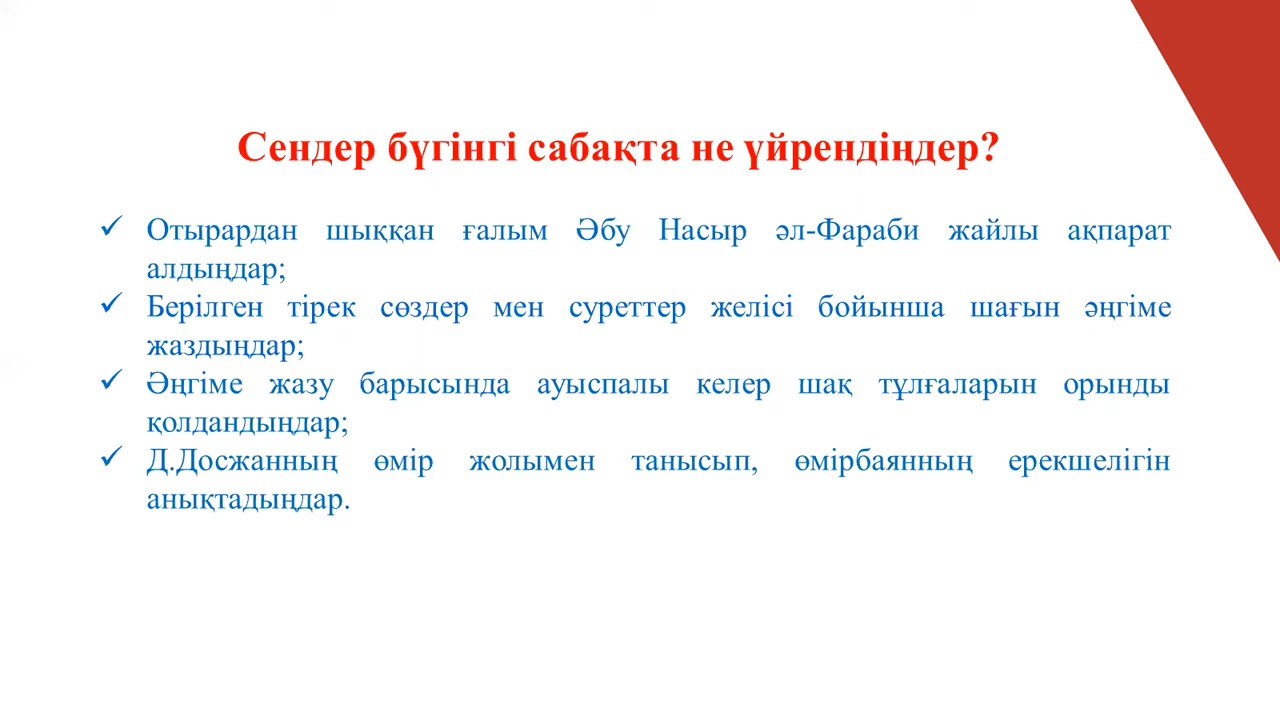 Сендер бүгінгі сабақта не үйрендіңдер?
✓ Отырардан шыққан ғалым Әбу Насыр әл-Фараби жайлы ақпарат
алдыңдар;
✓ Берілген тірек сөздер мен суреттер желісі бойынша шағын әңгіме
жаздыңдар;
✓ Әңгіме жазу барысында ауыспалы келер шақ тұлғаларын орынды
қолдандыңдар;
✓ Д.Досжанның өмір жолымен танысып, өмірбаянның ерекшелігін
анықтадыңдар.